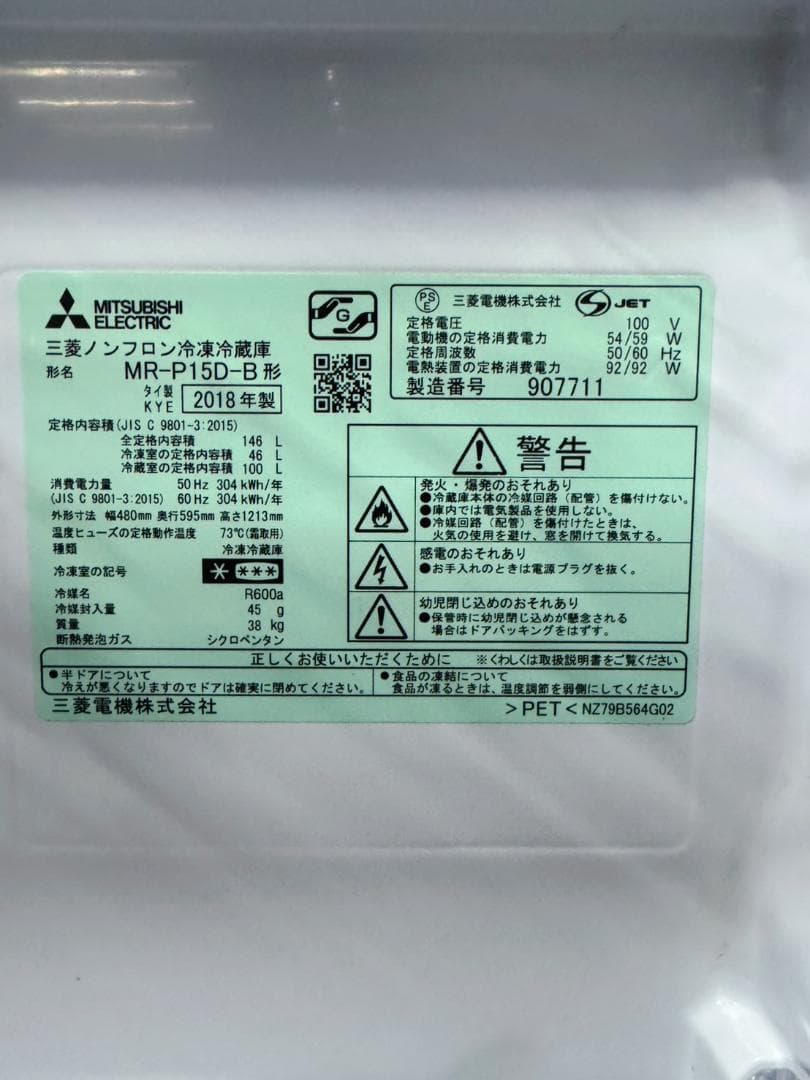 MITSUBISHI
ELECTRIC
三菱ノンフロン冷凍冷蔵庫
形名 MR-P15D-B形
タイ製
KYE 2018年製
定格内容積(JIS C 9801-3:2015)
全定格内容積 146 L
冷凍室の定格内容積 46 L
冷蔵室の定格内容積 100 L
消費電力量 50 Hz 304 kWh/年
(JIS C 9801-3:2015) 60 Hz 304 kWh/年
外形寸法 幅480mm 奥行595mm 高さ1213mm
温度ヒューズの定格動作温度 73℃(霜取用)
種類 冷凍冷蔵庫
冷凍室の記号
冷媒名 R600a
冷媒封入量 45 g
質量 38 kg
断熱発泡ガス シクロペンタン
G
PS
E 三菱電機株式会社 S JET
定格電圧 100 V
電動機の定格消費電力 54/59 W
定格周波数 50/60 Hz
電熱装置の定格消費電力 92/92 W
製造番号 907711
警告
発火・爆発のおそれあり
●冷蔵庫本体の冷媒回路(配管)を傷付けない。
●庫内では電気製品を使用しない。
●冷媒回路(配管)を傷付けたときは、
火気の使用を避け、窓を開けて換気する。
感電のおそれあり
●お手入れのときは電源プラグを抜く。
幼児閉じ込めのおそれあり
●保管時に幼児閉じ込めが懸念される
場合はドアパッキングをはずす。
正しくお使いいただくために ※くわしくは取扱説明書をご覧ください
●半ドアについて
冷えが悪くなりますのでドアは確実に閉めてください。
●食品の凍結について
食品が凍るときは、温度調節を弱側にしてください。
三菱電機株式会社 >PET< NZ79B564G02